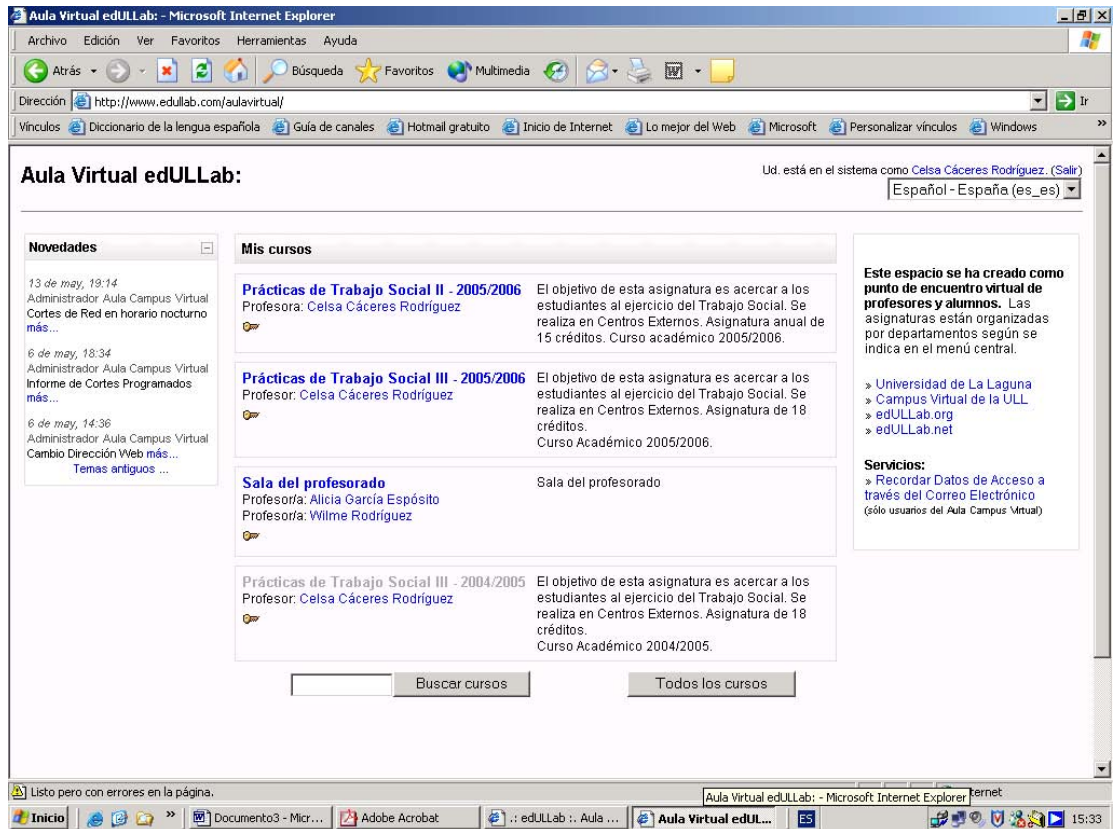 Aula Virtual edULLab: - Microsoft Internet Explorer
Archivo Edición Ver Favoritos Herramientas Ayuda
Atrás Búsqueda Favoritos Multimedia
Dirección http://www.edullab.com/aulavirtual/ Ir
Vínculos Diccionario de la lengua española Guía de canales Hotmail gratuito Inicio de Internet Lo mejor del Web Microsoft Personalizar vínculos Windows »
Aula Virtual edULLab:
Ud. está en el sistema como Celsa Cáceres Rodríguez. (Salir)
Español - España (es_es)
Novedades
13 de may, 19:14
Administrador Aula Campus Virtual
Cortes de Red en horario nocturno
más...
6 de may, 18:34
Administrador Aula Campus Virtual
Informe de Cortes Programados
más...
6 de may, 14:36
Administrador Aula Campus Virtual
Cambio Dirección Web más...
Temas antiguos ...
Mis cursos
Prácticas de Trabajo Social II - 2005/2006
Profesora: Celsa Cáceres Rodríguez
El objetivo de esta asignatura es acercar a los
estudiantes al ejercicio del Trabajo Social. Se
realiza en Centros Externos. Asignatura anual de
15 créditos. Curso académico 2005/2006.
Prácticas de Trabajo Social III - 2005/2006
Profesor: Celsa Cáceres Rodríguez
El objetivo de esta asignatura es acercar a los
estudiantes al ejercicio del Trabajo Social. Se
realiza en Centros Externos. Asignatura de 18
créditos.
Curso Académico 2005/2006.
Sala del profesorado
Profesor/a: Alicia García Espósito
Profesor/a: Wilme Rodríguez
Sala del profesorado
Prácticas de Trabajo Social III - 2004/2005
Profesor: Celsa Cáceres Rodríguez
El objetivo de esta asignatura es acercar a los
estudiantes al ejercicio del Trabajo Social. Se
realiza en Centros Externos. Asignatura de 18
créditos.
Curso Académico 2004/2005.
Buscar cursos
Todos los cursos
Este espacio se ha creado como
punto de encuentro virtual de
profesores y alumnos. Las
asignaturas están organizadas
por departamentos según se
indica en el menú central.
» Universidad de La Laguna
» Campus Virtual de la ULL
» edULLab.org
» edULLab.net
Servicios:
» Recordar Datos de Acceso a
través del Correo Electrónico
(sólo usuarios del Aula Campus Virtual)
Listo pero con errores en la página.
Aula Virtual edULLab: - Microsoft Internet Explorer
Inicio » Documento3 - Micr... Adobe Acrobat .: edULLab :. Aula ... Aula Virtual edUL... ES 15:33